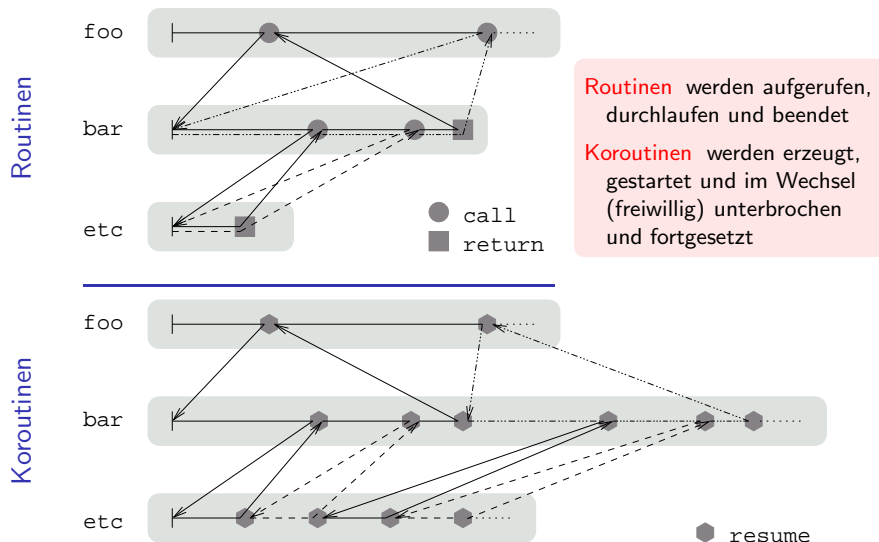 Routinen
foo
bar
etc
call
return
Routinen werden aufgerufen,
durchlaufen und beendet
Koroutinen werden erzeugt,
gestartet und im Wechsel
(freiwillig) unterbrochen
und fortgesetzt
Koroutinen
foo
bar
etc
resume